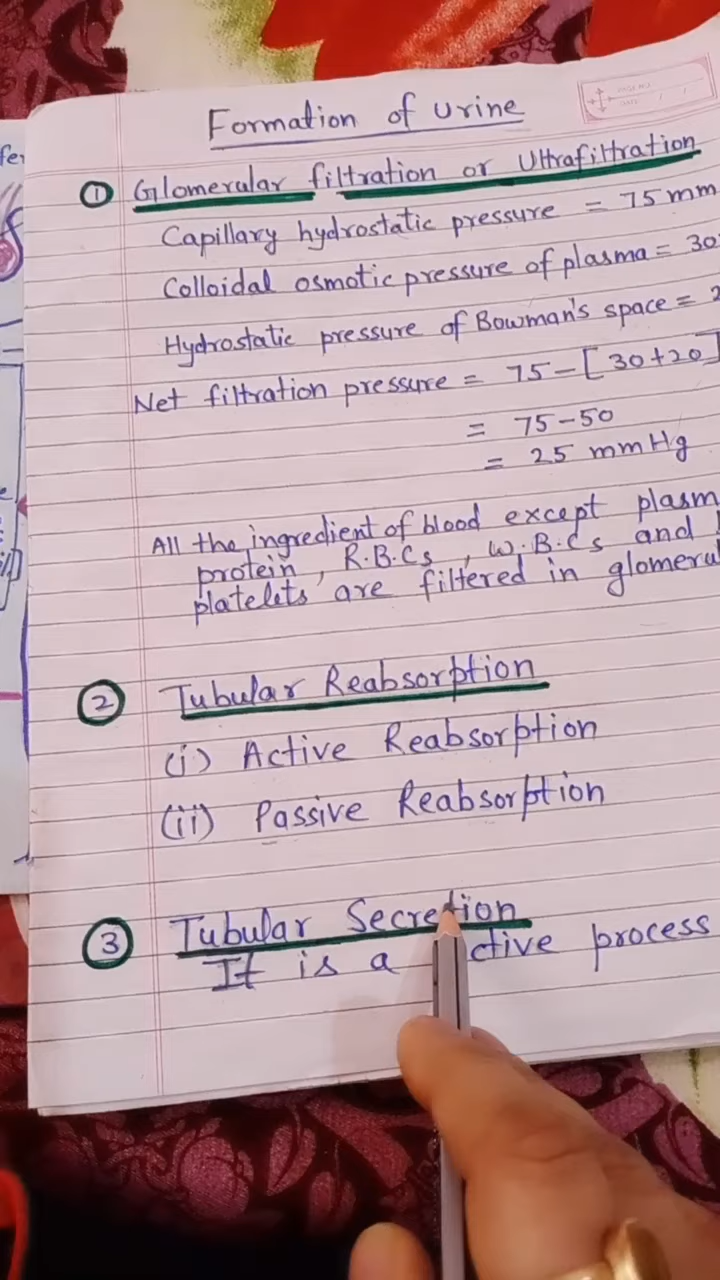 Formation of Urine
① Glomerular filtration or Ultrafiltration
Capillary hydrostatic pressure = 75 mm
Colloidal osmotic pressure of plasma = 30
Hydrostatic pressure of Bowman's space = 2
Net filtration pressure = 75-[30+20]
= 75-50
= 25 mmHg
All the ingredient of blood except plasm
protein, R.B.Cs, W.B.Cs and
platelets are filtered in glomerul
② Tubular Reabsorption
(i) Active Reabsorption
(ii) Passive Reabsorption
③ Tubular Secretion
It is a ctive process